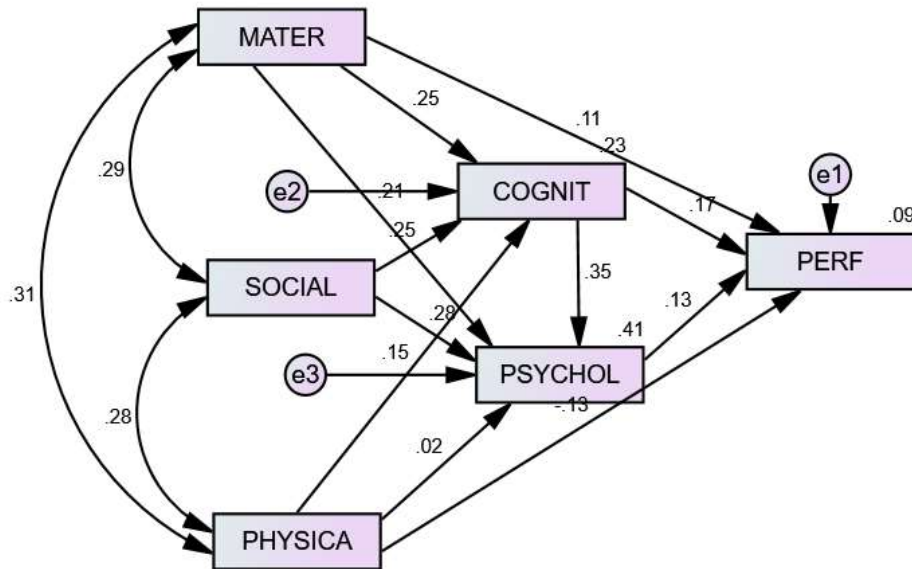 MATER
.25
.11
.23
e1
.29
COGNIT
e2
.21
.17
.09
.25
PERF
SOCIAL
.35
.31
.28
.13
.41
.15
e3
PSYCHOL
-.13
.28
.02
PHYSICA